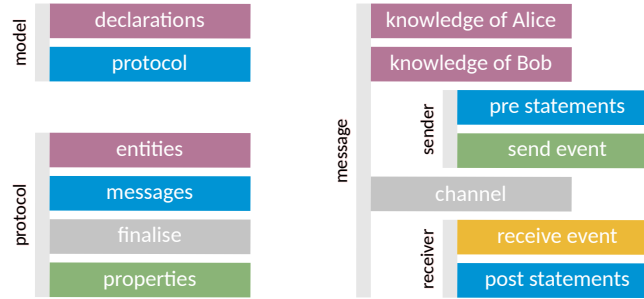 model
declarations
protocol
protocol
entities
messages
finalise
properties
message
knowledge of Alice
knowledge of Bob
sender
pre statements
send event
channel
receiver
receive event
post statements